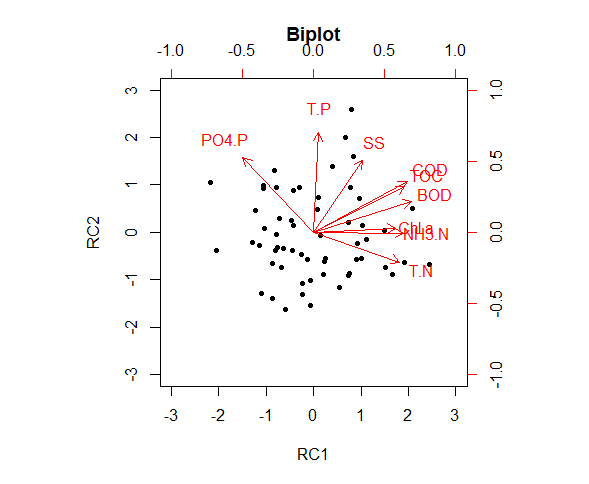 Biplot
-1.0 -0.5 0.0 0.5 1.0
T.P
PO4.P
SS
COD
TOC
BOD
Chl.a
NH3.N
T.N
3
2
1
0
-1
-2
-3
RC2
1.0
0.5
0.0
-0.5
-1.0
-3 -2 -1 0 1 2 3
RC1